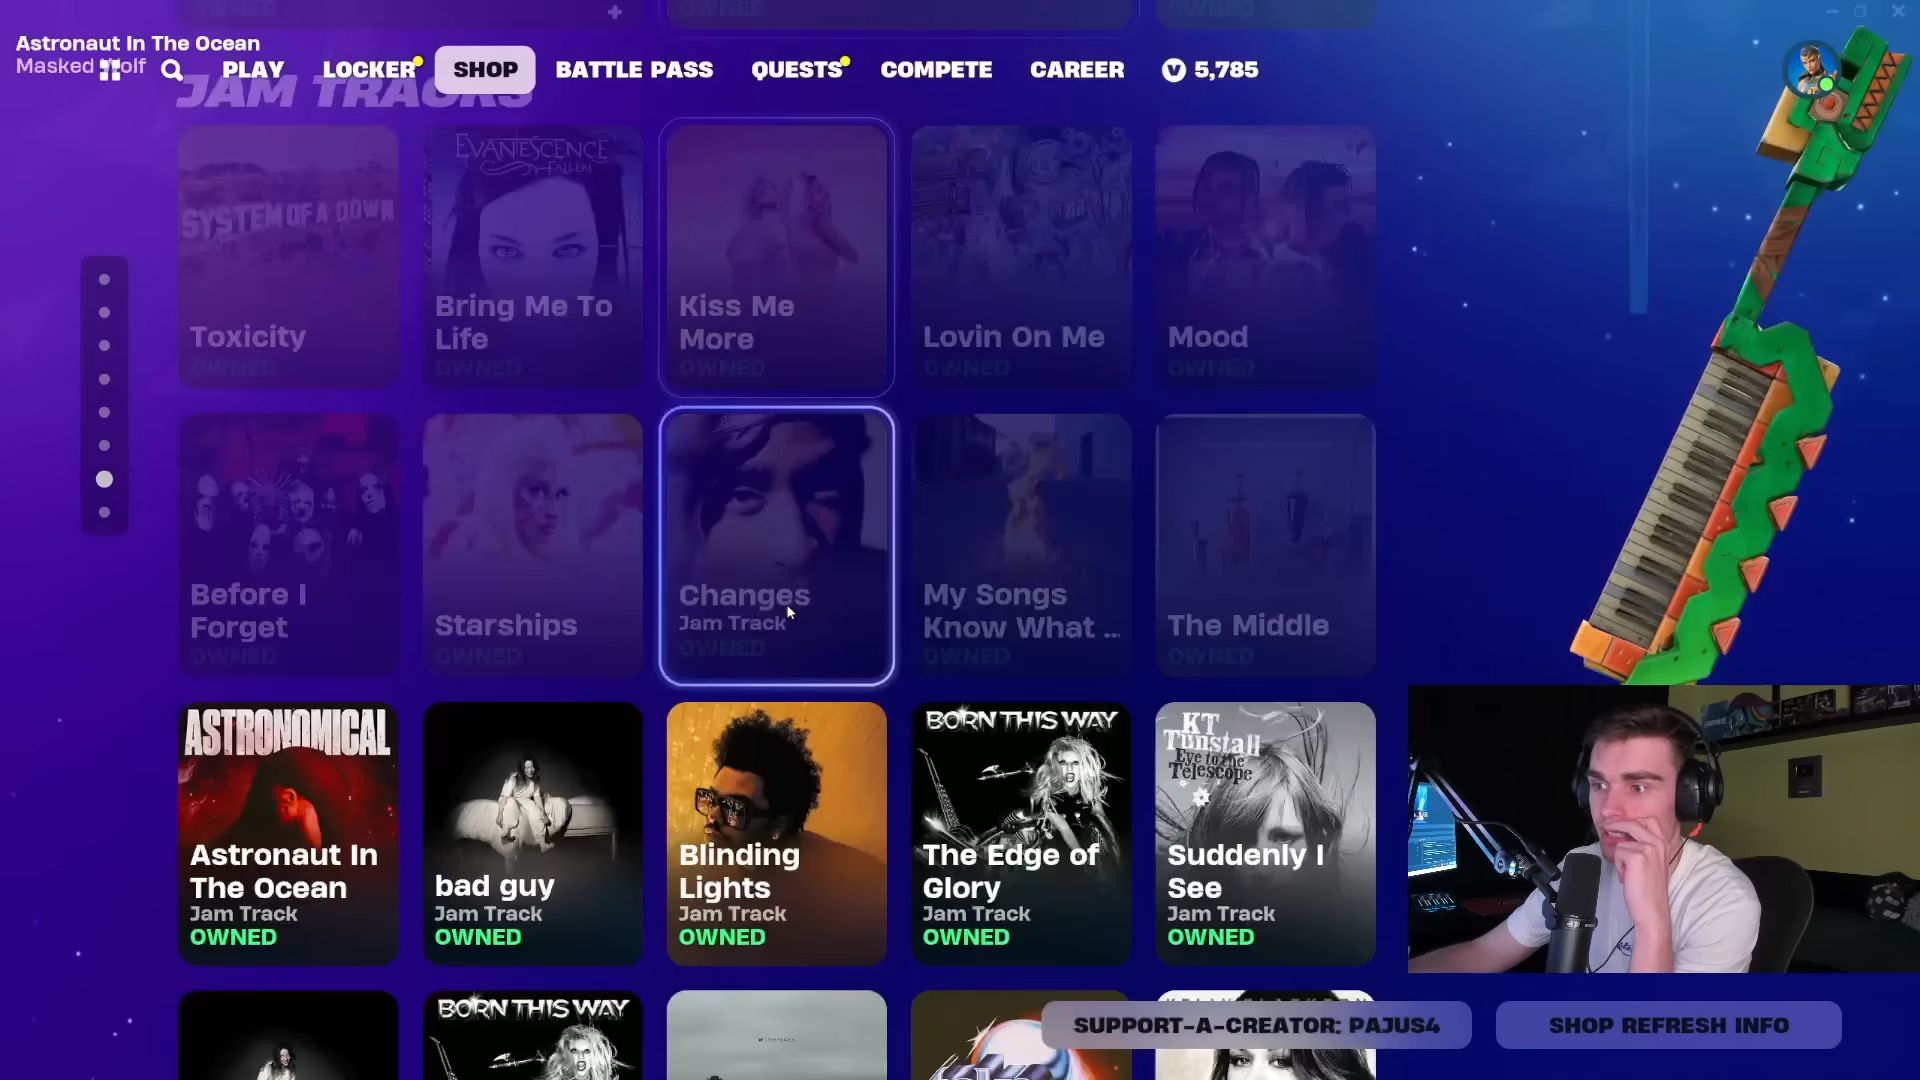 OWNED
OWNED
OWNED
Astronaut In The Ocean
Masked Wolf
PLAY
LOCKER
SHOP
BATTLE PASS
QUESTS
COMPETE
CAREER
5,785
JAM TRACKS
SYSTEM OF A DOWN
Toxicity
OWNED
EVANESCENCE
FALLEN
Bring Me To
Life
OWNED
Kiss Me
More
OWNED
Lovin On Me
OWNED
Mood
OWNED
Before I
Forget
OWNED
Starships
OWNED
Changes
Jam Track
OWNED
My Songs
Know What ...
OWNED
The Middle
OWNED
ASTRONOMICAL
Astronaut In
The Ocean
Jam Track
OWNED
bad guy
Jam Track
OWNED
Blinding
Lights
Jam Track
OWNED
BORN THIS WAY
The Edge of
Glory
Jam Track
OWNED
KT
Tunstall
Eye to the
Telescope
Suddenly I
See
Jam Track
OWNED
BORN THIS WAY
SUPPORT-A-CREATOR: PAJUS4
SHOP REFRESH INFO